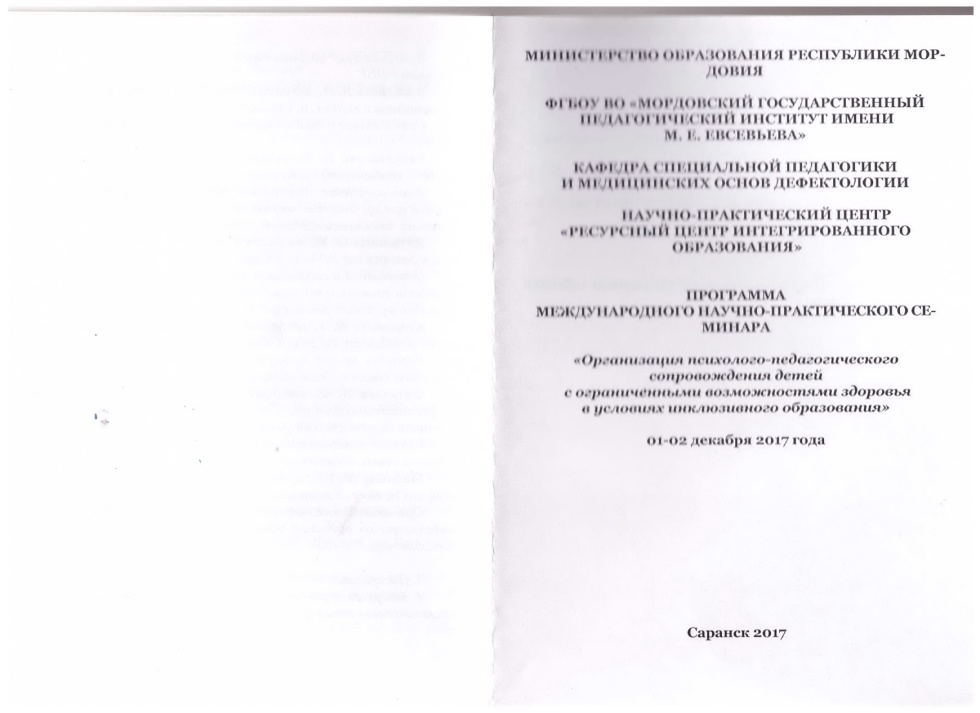 МИНИСТЕРСТВО ОБРАЗОВАНИЯ РЕСПУБЛИКИ МОР-
ДОВИЯ
ФГБОУ ВО «МОРДОВСКИЙ ГОСУДАРСТВЕННЫЙ
ПЕДАГОГИЧЕСКИЙ ИНСТИТУТ ИМЕНИ
М. Е. ЕВСЕВЬЕВА»
КАФЕДРА СПЕЦИАЛЬНОЙ ПЕДАГОГИКИ
И МЕДИЦИНСКИХ ОСНОВ ДЕФЕКТОЛОГИИ
НАУЧНО-ПРАКТИЧЕСКИЙ ЦЕНТР
«РЕСУРСНЫЙ ЦЕНТР ИНТЕГРИРОВАННОГО
ОБРАЗОВАНИЯ»
ПРОГРАММА
МЕЖДУНАРОДНОГО НАУЧНО-ПРАКТИЧЕСКОГО СЕ-
МИНАРА
«Организация психолого-педагогического
сопровождения детей
с ограниченными возможностями здоровья
в условиях инклюзивного образования»
01-02 декабря 2017 года
Саранск 2017